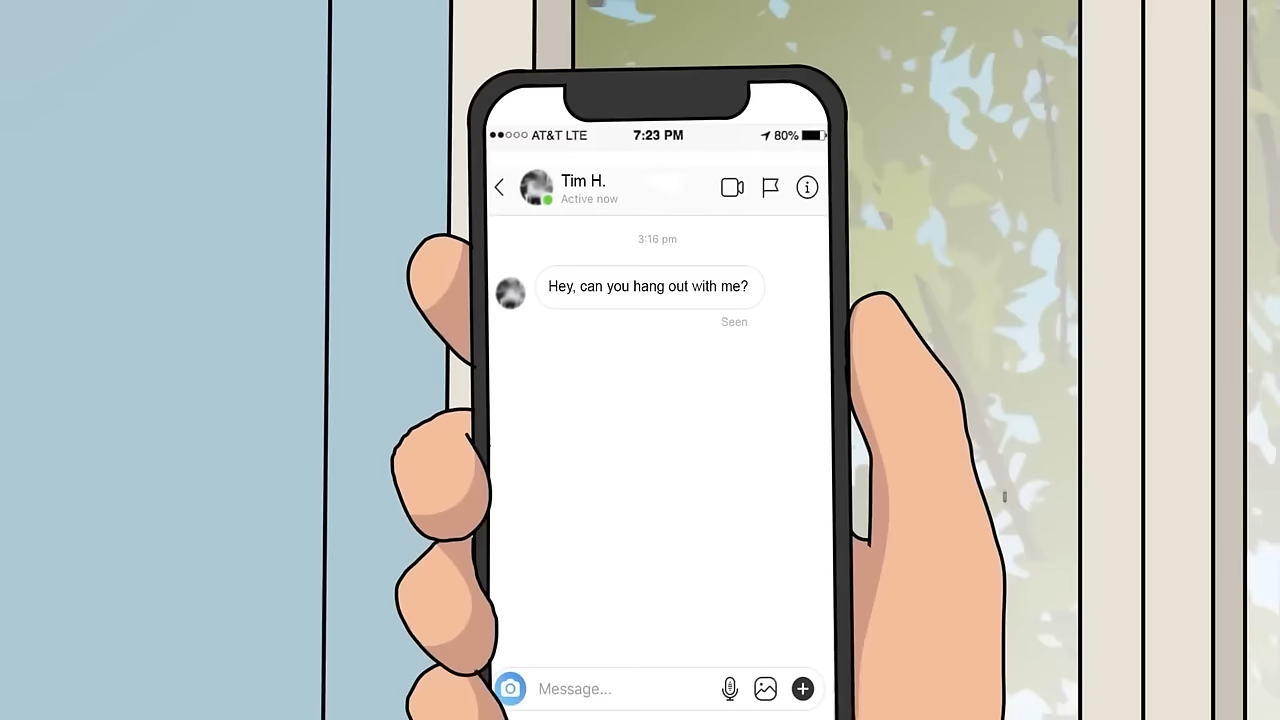 AT&T LTE 7:23 PM 80%
Tim H.
Active now
3:16 pm
Hey, can you hang out with me?
Seen
Message...